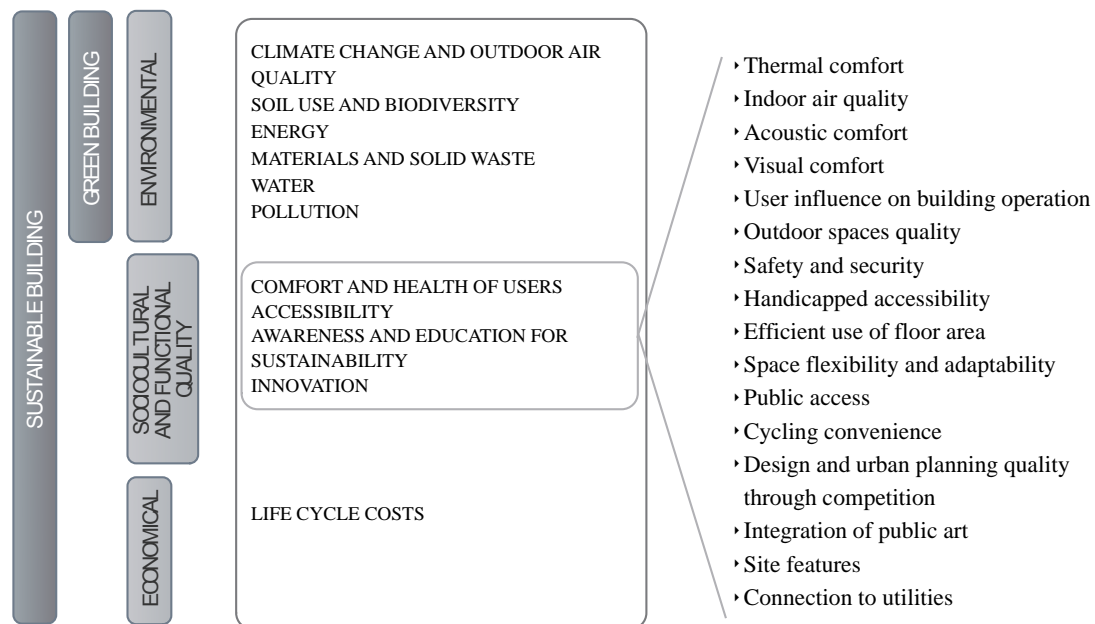 SUSTAINABLE BUILDING
GREEN BUILDING
ENVIRONMENTAL
SOCIOCULTURAL
AND FUNCTIONAL
QUALITY
ECONOMICAL
CLIMATE CHANGE AND OUTDOOR AIR
QUALITY
SOIL USE AND BIODIVERSITY
ENERGY
MATERIALS AND SOLID WASTE
WATER
POLLUTION
COMFORT AND HEALTH OF USERS
ACCESSIBILITY
AWARENESS AND EDUCATION FOR
SUSTAINABILITY
INNOVATION
LIFE CYCLE COSTS
‣ Thermal comfort
‣ Indoor air quality
‣ Acoustic comfort
‣ Visual comfort
‣ User influence on building operation
‣ Outdoor spaces quality
‣ Safety and security
‣ Handicapped accessibility
‣ Efficient use of floor area
‣ Space flexibility and adaptability
‣ Public access
‣ Cycling convenience
‣ Design and urban planning quality
through competition
‣ Integration of public art
‣ Site features
‣ Connection to utilities